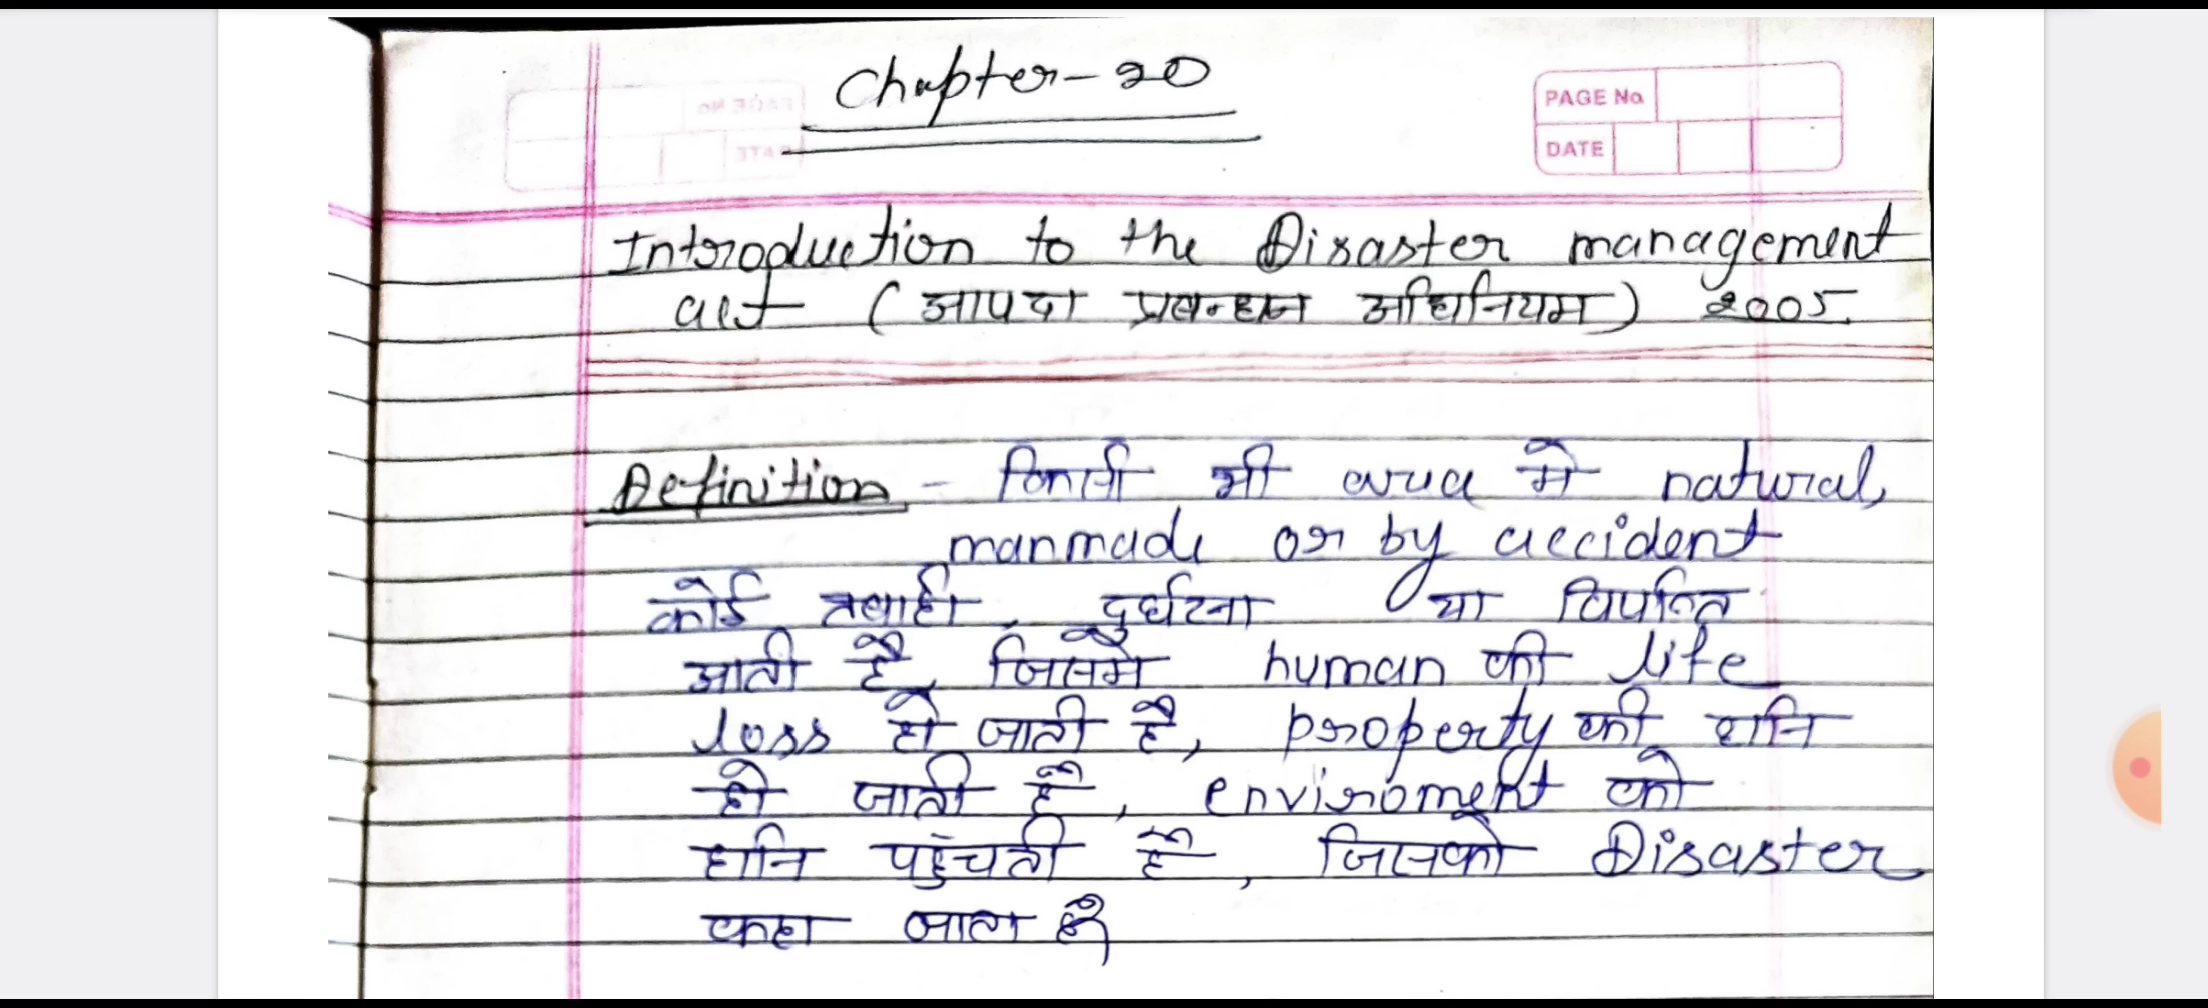 Chapter-20
PAGE No
DATE
Introduction to the Disaster management
act (आपदा प्रबन्धन अधिनियम) 2005.
Definition - किसी भी area मे natural,
manmade or by accident
कोई तबाही, दुर्घटना या विपत्ति
आती है, जिसमे human की life
loss हो जाती है, property की हानि
हो जाती है, enviroment को
हानि पहुंचती है, जिसको Disaster
कहा जाता है